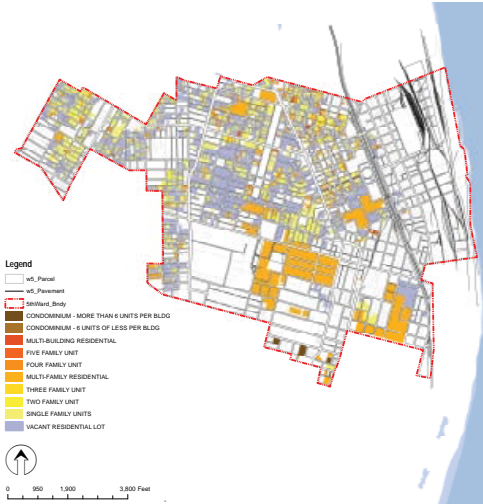 Legend
w5_Parcel
w5_Pavement
5thWard_Bndy
CONDOMINIUM - MORE THAN 6 UNITS PER BLDG
CONDOMINIUM - 6 UNITS OF LESS PER BLDG
MULTI-BUILDING RESIDENTIAL
FIVE FAMILY UNIT
FOUR FAMILY UNIT
MULTI-FAMILY RESIDENTIAL
THREE FAMILY UNIT
TWO FAMILY UNIT
SINGLE FAMILY UNITS
VACANT RESIDENTIAL LOT
0 950 1,900 3,800 Feet